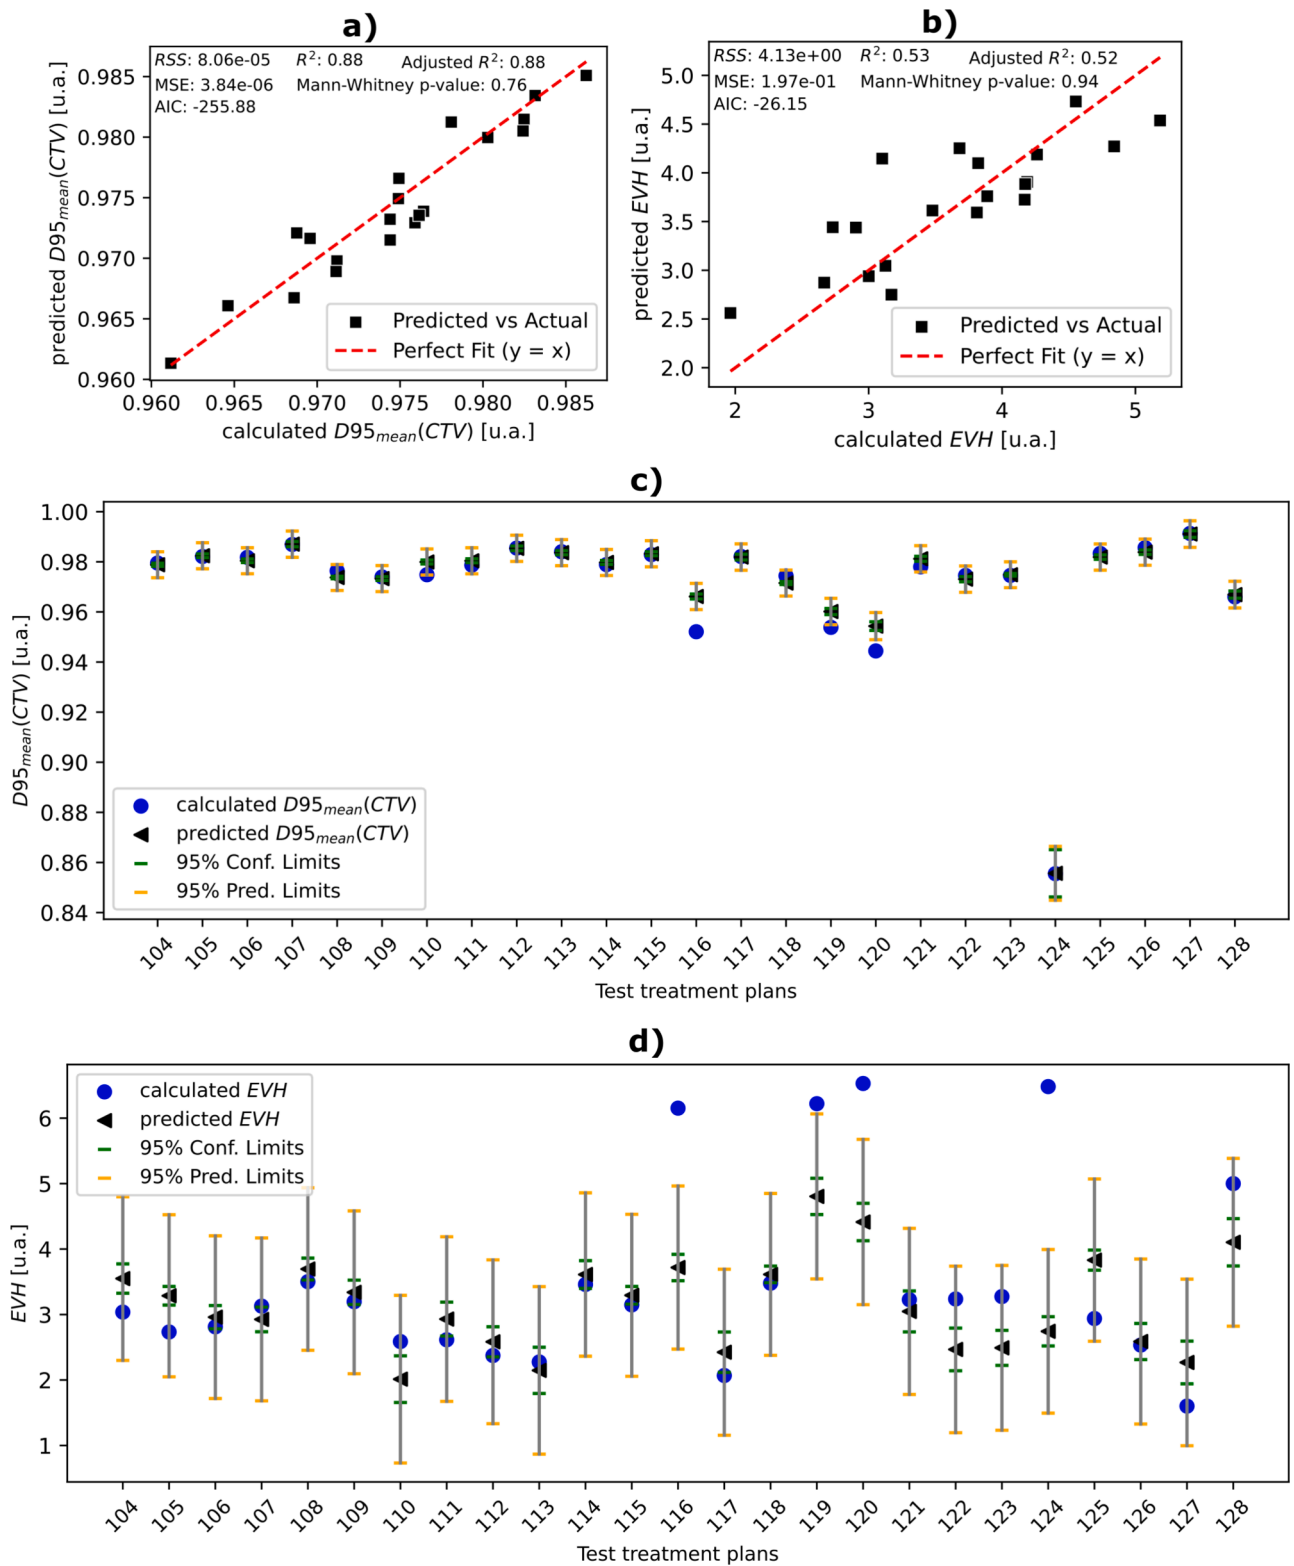 a)
RSS: 8.06e-05 R²: 0.88 Adjusted R²: 0.88
MSE: 3.84e-06 Mann-Whitney p-value: 0.76
AIC: -255.88
predicted D95mean(CTV) [u.a.]
0.985
0.980
0.975
0.970
0.965
0.960
Predicted vs Actual
Perfect Fit (y = x)
0.960 0.965 0.970 0.975 0.980 0.985
calculated D95mean(CTV) [u.a.]
b)
RSS: 4.13e+00 R²: 0.53 Adjusted R²: 0.52
MSE: 1.97e-01 Mann-Whitney p-value: 0.94
AIC: -26.15
predicted EVH [u.a.]
5.0
4.5
4.0
3.5
3.0
2.5
2.0
Predicted vs Actual
Perfect Fit (y = x)
2 3 4 5
calculated EVH [u.a.]
c)
D95mean(CTV) [u.a.]
1.00
0.98
0.96
0.94
0.92
0.90
0.88
0.86
0.84
calculated D95mean(CTV)
predicted D95mean(CTV)
95% Conf. Limits
95% Pred. Limits
104 105 106 107 108 109 110 111 112 113 114 115 116 117 118 119 120 121 122 123 124 125 126 127 128
Test treatment plans
d)
EVH [u.a.]
6
5
4
3
2
1
calculated EVH
predicted EVH
95% Conf. Limits
95% Pred. Limits
104 105 106 107 108 109 110 111 112 113 114 115 116 117 118 119 120 121 122 123 124 125 126 127 128
Test treatment plans